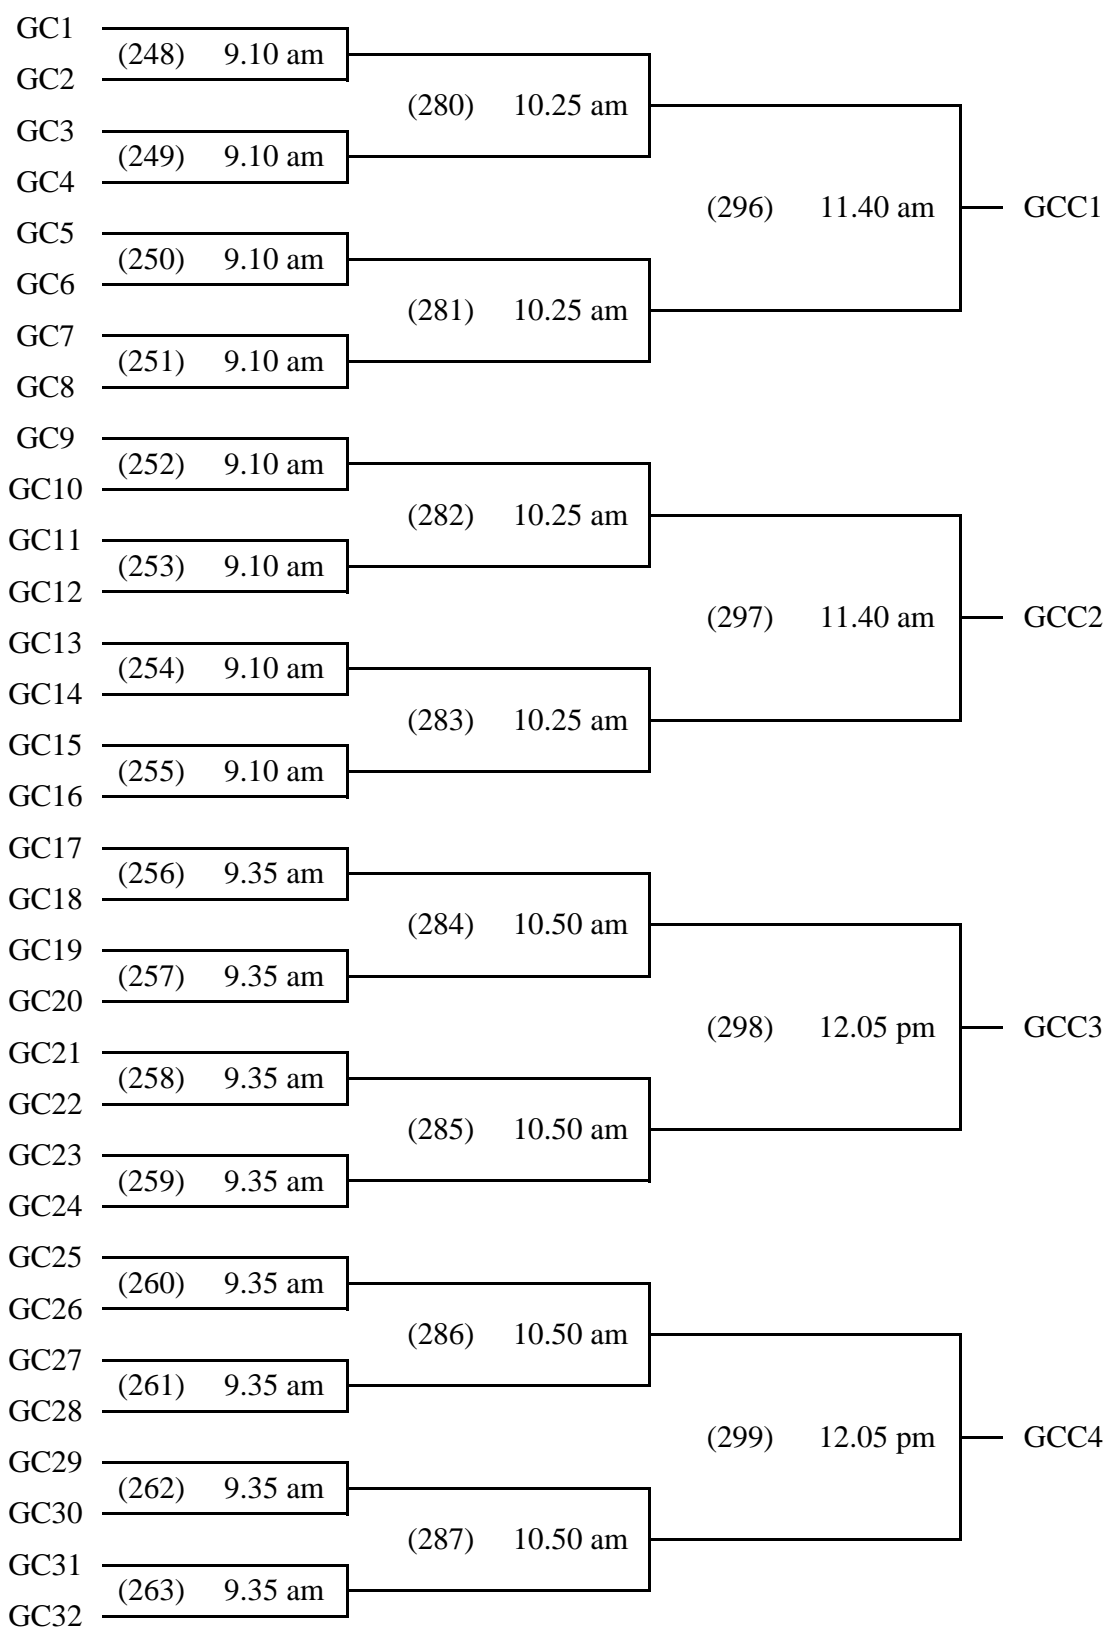 GC1
(248) 9.10 am
GC2
(280) 10.25 am
GC3
(249) 9.10 am
GC4
(296) 11.40 am GCC1
GC5
(250) 9.10 am
GC6
(281) 10.25 am
GC7
(251) 9.10 am
GC8
GC9
(252) 9.10 am
GC10
(282) 10.25 am
GC11
(253) 9.10 am
GC12
(297) 11.40 am GCC2
GC13
(254) 9.10 am
GC14
(283) 10.25 am
GC15
(255) 9.10 am
GC16
GC17
(256) 9.35 am
GC18
(284) 10.50 am
GC19
(257) 9.35 am
GC20
(298) 12.05 pm GCC3
GC21
(258) 9.35 am
GC22
(285) 10.50 am
GC23
(259) 9.35 am
GC24
GC25
(260) 9.35 am
GC26
(286) 10.50 am
GC27
(261) 9.35 am
GC28
(299) 12.05 pm GCC4
GC29
(262) 9.35 am
GC30
(287) 10.50 am
GC31
(263) 9.35 am
GC32